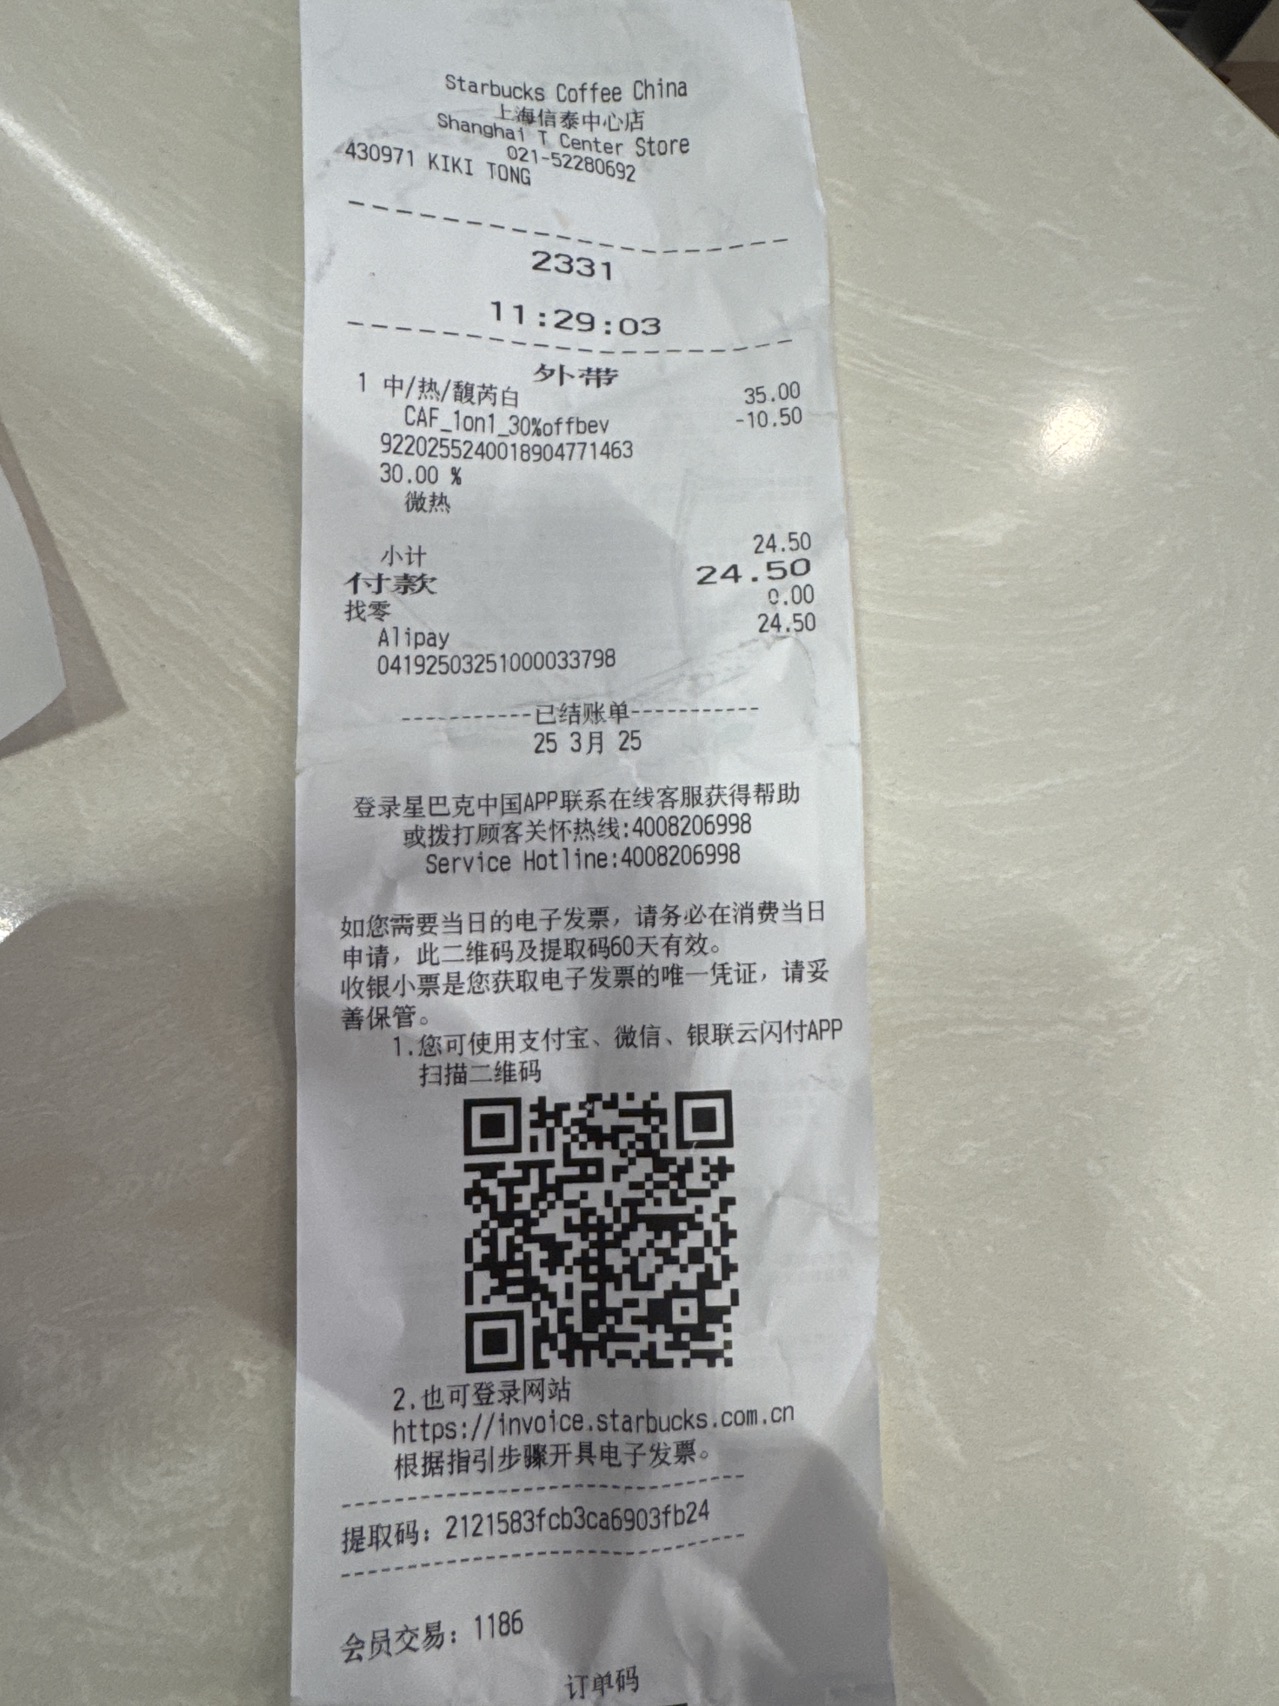 Starbucks Coffee China
上海信泰中心店
Shanghai T Center Store
021-52280692
430971 KIKI TONG
2331
11:29:03
外带
1 中/热/馥芮白 35.00
CAF_1on1_30%offbev -10.50
9220255240018904771463
30.00 %
微热
小计 24.50
付款 24.50
找零 0.00
Alipay 24.50
04192503251000033798
-----------已结账单-----------
25 3月 25
登录星巴克中国APP联系在线客服获得帮助
或拨打顾客关怀热线:4008206998
Service Hotline:4008206998
如您需要当日的电子发票，请务必在消费当日
申请，此二维码及提取码60天有效。
收银小票是您获取电子发票的唯一凭证，请妥
善保管。
1.您可使用支付宝、微信、银联云闪付APP
扫描二维码
2.也可登录网站
https://invoice.starbucks.com.cn
根据指引步骤开具电子发票。
提取码：2121583fcb3ca6903fb24
会员交易：1186
订单码